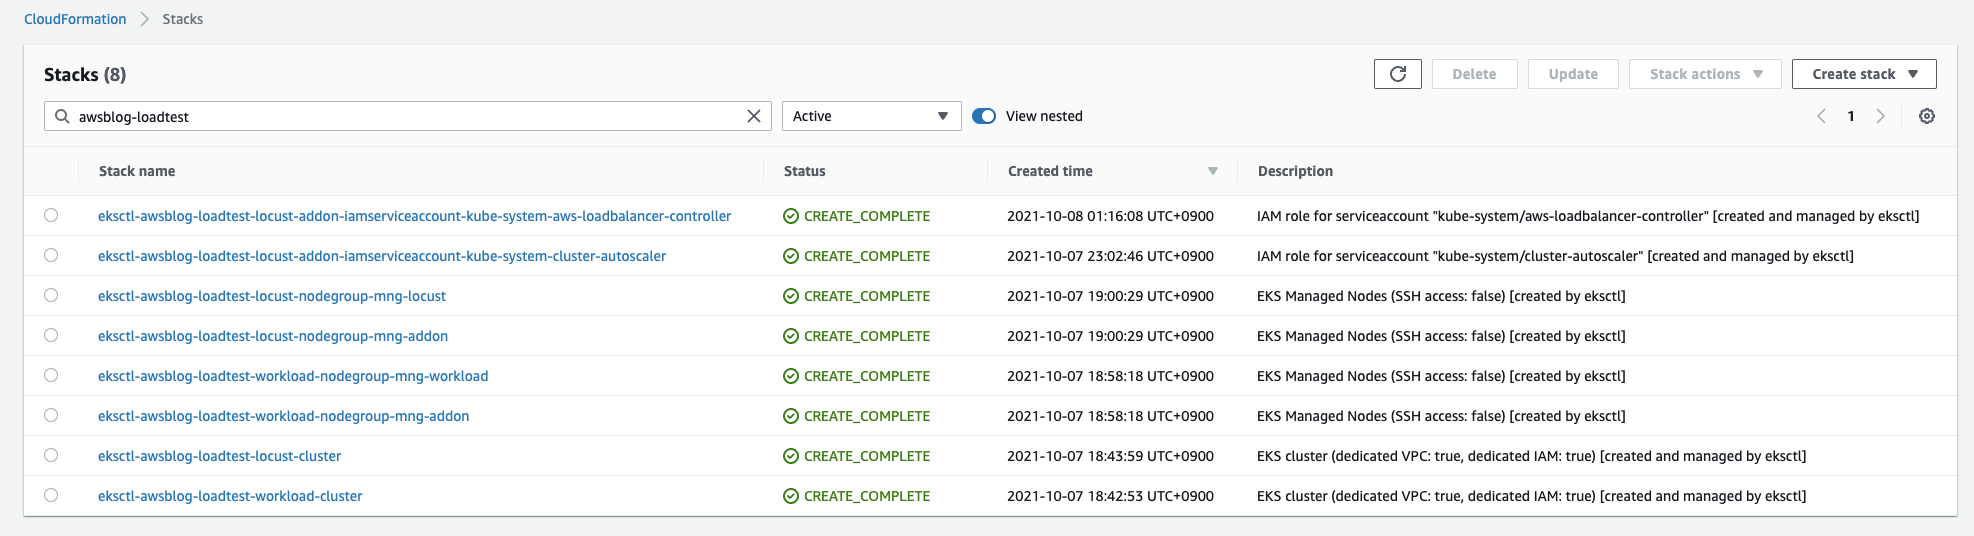 CloudFormation > Stacks
Stacks (8)
Delete Update Stack actions Create stack
awsblog-loadtest Active View nested 1
Stack name Status Created time Description
eksctl-awsblog-loadtest-locust-addon-iamserviceaccount-kube-system-aws-loadbalancer-controller CREATE_COMPLETE 2021-10-08 01:16:08 UTC+0900 IAM role for serviceaccount "kube-system/aws-loadbalancer-controller" [created and managed by eksctl]
eksctl-awsblog-loadtest-locust-addon-iamserviceaccount-kube-system-cluster-autoscaler CREATE_COMPLETE 2021-10-07 23:02:46 UTC+0900 IAM role for serviceaccount "kube-system/cluster-autoscaler" [created and managed by eksctl]
eksctl-awsblog-loadtest-locust-nodegroup-mng-locust CREATE_COMPLETE 2021-10-07 19:00:29 UTC+0900 EKS Managed Nodes (SSH access: false) [created by eksctl]
eksctl-awsblog-loadtest-locust-nodegroup-mng-addon CREATE_COMPLETE 2021-10-07 19:00:29 UTC+0900 EKS Managed Nodes (SSH access: false) [created by eksctl]
eksctl-awsblog-loadtest-workload-nodegroup-mng-workload CREATE_COMPLETE 2021-10-07 18:58:18 UTC+0900 EKS Managed Nodes (SSH access: false) [created by eksctl]
eksctl-awsblog-loadtest-workload-nodegroup-mng-addon CREATE_COMPLETE 2021-10-07 18:58:18 UTC+0900 EKS Managed Nodes (SSH access: false) [created by eksctl]
eksctl-awsblog-loadtest-locust-cluster CREATE_COMPLETE 2021-10-07 18:43:59 UTC+0900 EKS cluster (dedicated VPC: true, dedicated IAM: true) [created and managed by eksctl]
eksctl-awsblog-loadtest-workload-cluster CREATE_COMPLETE 2021-10-07 18:42:53 UTC+0900 EKS cluster (dedicated VPC: true, dedicated IAM: true) [created and managed by eksctl]